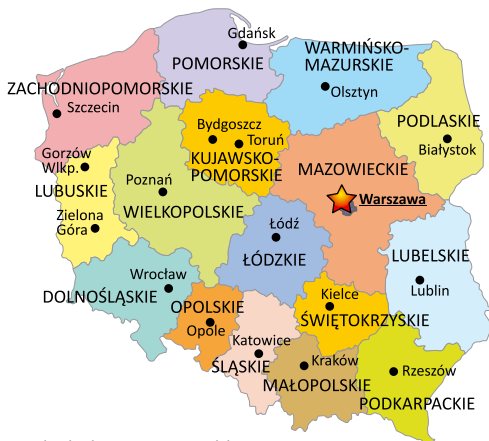 Gdańsk
POMORSKIE
WARMIŃSKO-
MAZURSKIE
Olsztyn
ZACHODNIOPOMORSKIE
Szczecin
PODLASKIE
Białystok
Bydgoszcz
Toruń
KUJAWSKO-
POMORSKIE
MAZOWIECKIE
Warszawa
Gorzów
Wlkp.
LUBUSKIE
Zielona
Góra
Poznań
WIELKOPOLSKIE
Łódź
ŁÓDZKIE
LUBELSKIE
Lublin
Wrocław
DOLNOŚLĄSKIE
OPOLSKIE
Opole
Kielce
ŚWIĘTOKRZYSKIE
Katowice
ŚLĄSKIE
Kraków
MAŁOPOLSKIE
Rzeszów
PODKARPACKIE